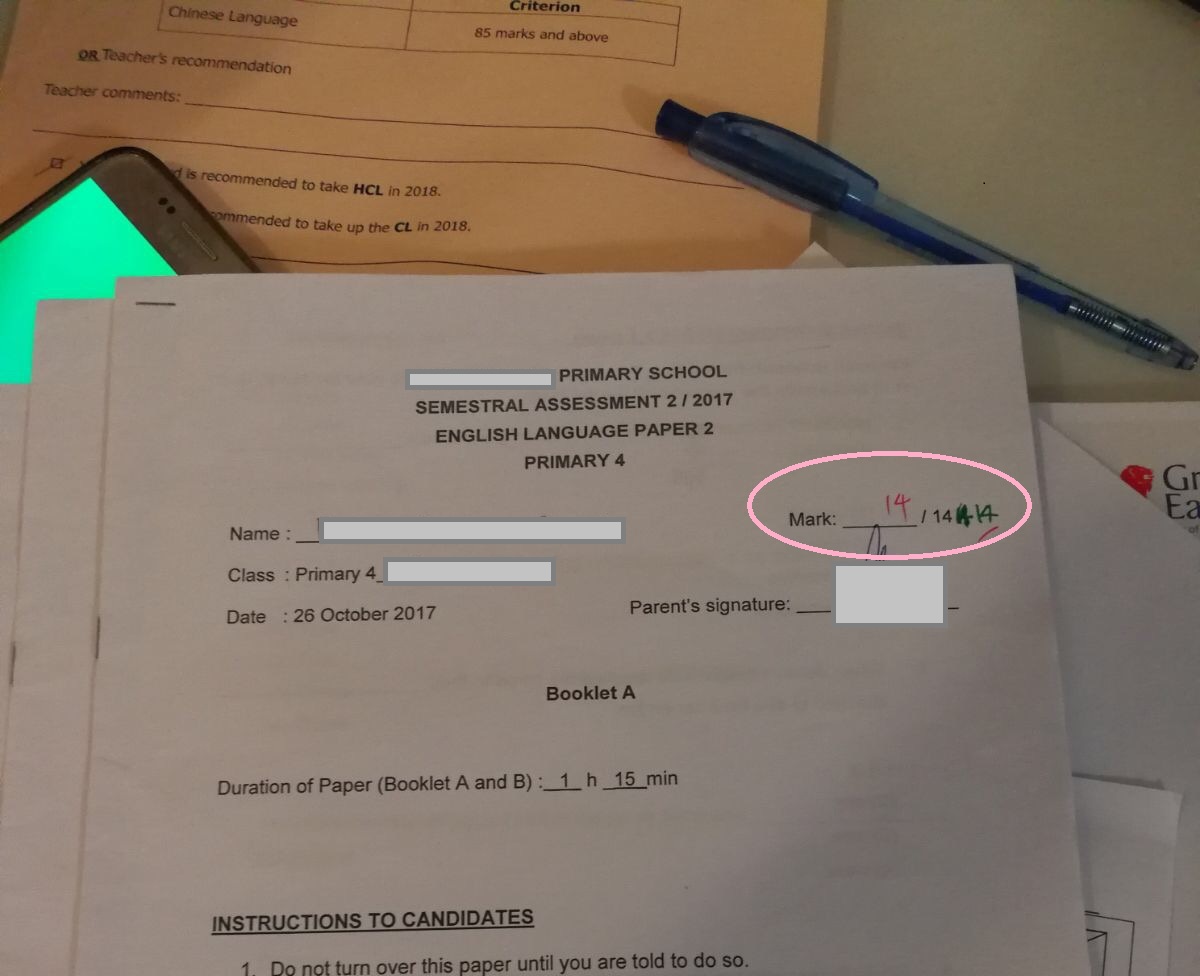 Criterion
Chinese Language
85 marks and above
OR Teacher's recommendation
Teacher comments:
is recommended to take HCL in 2018.
to take up the CL in 2018.
PRIMARY SCHOOL
SEMESTRAL ASSESSMENT 2 / 2017
ENGLISH LANGUAGE PAPER 2
PRIMARY 4
Mark: 14 / 14 14
Name :
Class : Primary 4
Date : 26 October 2017
Parent's signature:
Booklet A
Duration of Paper (Booklet A and B) : 1 h 15 min
INSTRUCTIONS TO CANDIDATES
1. Do not turn over this paper until you are told to do so.